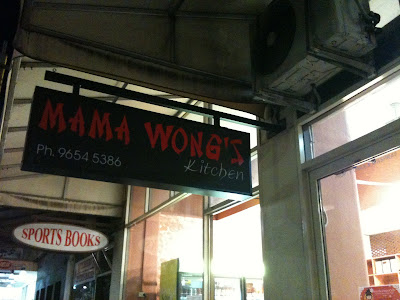 MAMA WONG'S
Ph. 9654 5386
Kitchen
SPORTS BOOKS